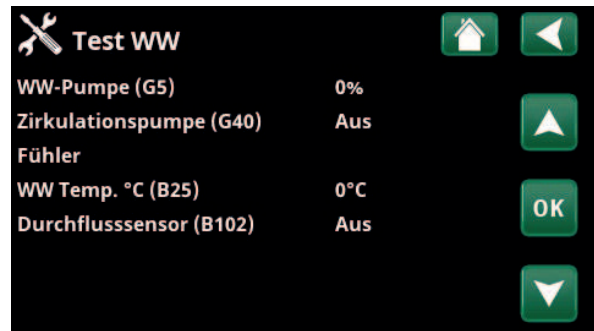 Test WW
WW-Pumpe (G5) 0%
Zirkulationspumpe (G40) Aus
Fühler
WW Temp. °C (B25) 0°C
Durchflusssensor (B102) Aus
OK